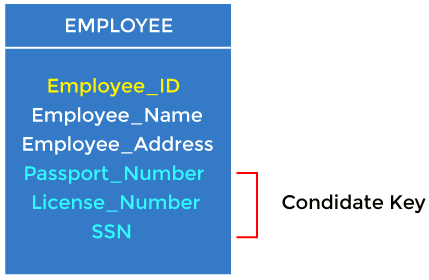 EMPLOYEE
Employee_ID
Employee_Name
Employee_Address
Passport_Number
License_Number
SSN
Condidate Key